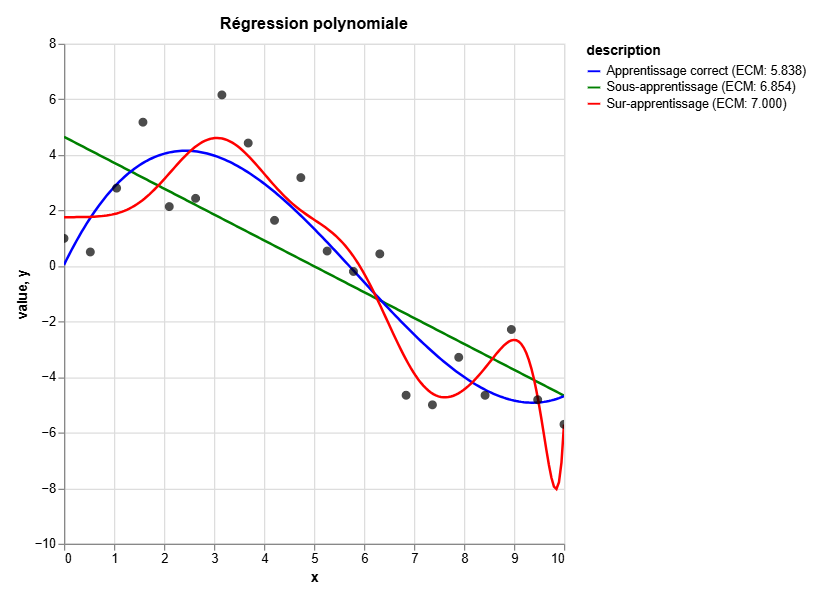 Régression polynomiale
description
Apprentissage correct (ECM: 5.838)
Sous-apprentissage (ECM: 6.854)
Sur-apprentissage (ECM: 7.000)
value, y
8
6
4
2
0
−2
−4
−6
−8
−10
0 1 2 3 4 5 6 7 8 9 10
x